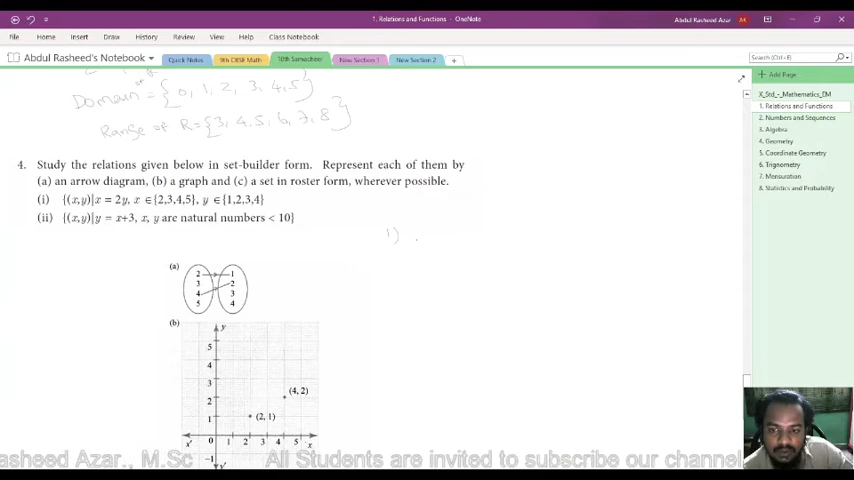 1. Relations and Functions - OneNote
Abdul Rasheed Azar AK
File Home Insert Draw History Review View Help Class Notebook
Abdul Rasheed's Notebook Quick Notes 9th CBSE Math 10th Samacheer New Section 1 New Section 2 +
Search (Ctrl+E)
Add Page
X_Std_-_Mathematics_EM
1. Relations and Functions
2. Numbers and Sequences
3. Algebra
4. Geometry
5. Coordinate Geometry
6. Trignometry
7. Mensuration
8. Statistics and Probability
Domain of = {0, 1, 2, 3, 4, 5}
Range of R = {3, 4, 5, 6, 7, 8}
4. Study the relations given below in set-builder form. Represent each of them by
(a) an arrow diagram, (b) a graph and (c) a set in roster form, wherever possible.
(i) {(x,y)|x = 2y, x ∈{2,3,4,5}, y ∈{1,2,3,4}
(ii) {(x,y)|y = x+3, x, y are natural numbers < 10}
1)
(a)
2 1
3 2
4 3
5 4
(b)
y
5
4
3
(4, 2)
2
1 (2, 1)
x' 0 1 2 3 4 5 x
−1 y'
Rasheed Azar., M.Sc All Students are invited to subscribe our channel